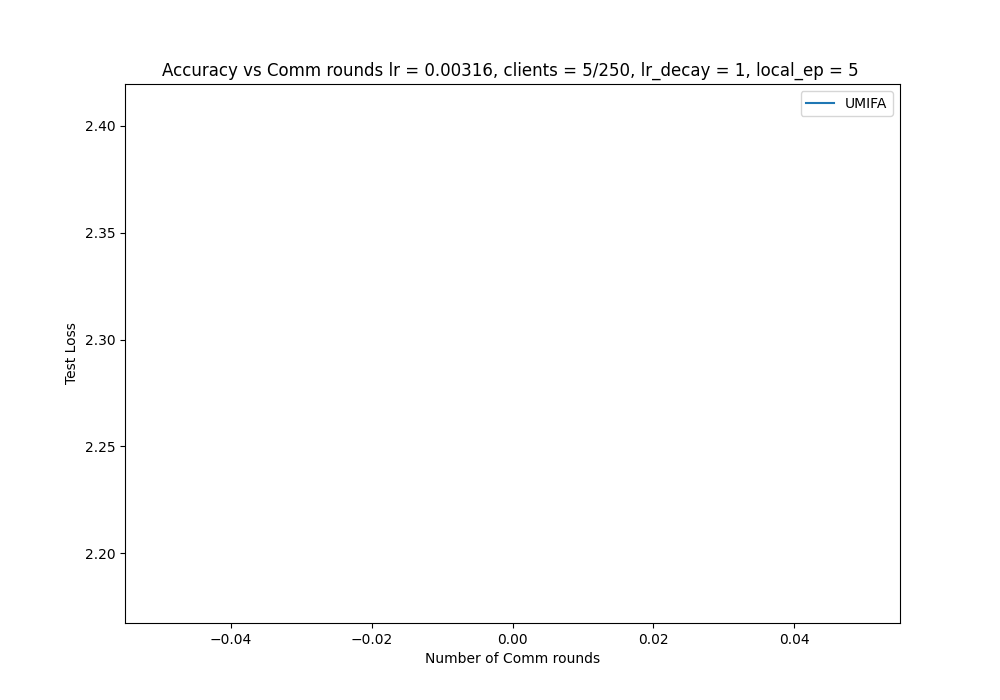 Accuracy vs Comm rounds lr = 0.00316, clients = 5/250, lr_decay = 1, local_ep = 5
UMIFA
2.40
2.35
2.30
2.25
2.20
Test Loss
−0.04
−0.02
0.00
0.02
0.04
Number of Comm rounds